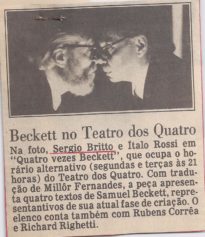 Beckett no Teatro dos Quatro
Na foto, Sergio Britto e Ítalo Rossi em
"Quatro vezes Beckett", que ocupa o ho-
rário alternativo (segundas e terças às 21
horas) do Teatro dos Quatro. Com tradu-
ção de Millôr Fernandes, a peça apresen-
ta quatro textos de Samuel Beckett, repre-
sentantivos de sua atual fase de criação. O
elenco conta também com Rubens Corrêa
e Richard Righetti.